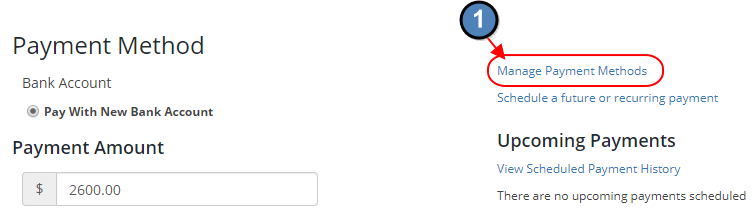 Payment Method
Bank Account
Pay With New Bank Account
Payment Amount
$ 2600.00
1
Manage Payment Methods
Schedule a future or recurring payment
Upcoming Payments
View Scheduled Payment History
There are no upcoming payments scheduled